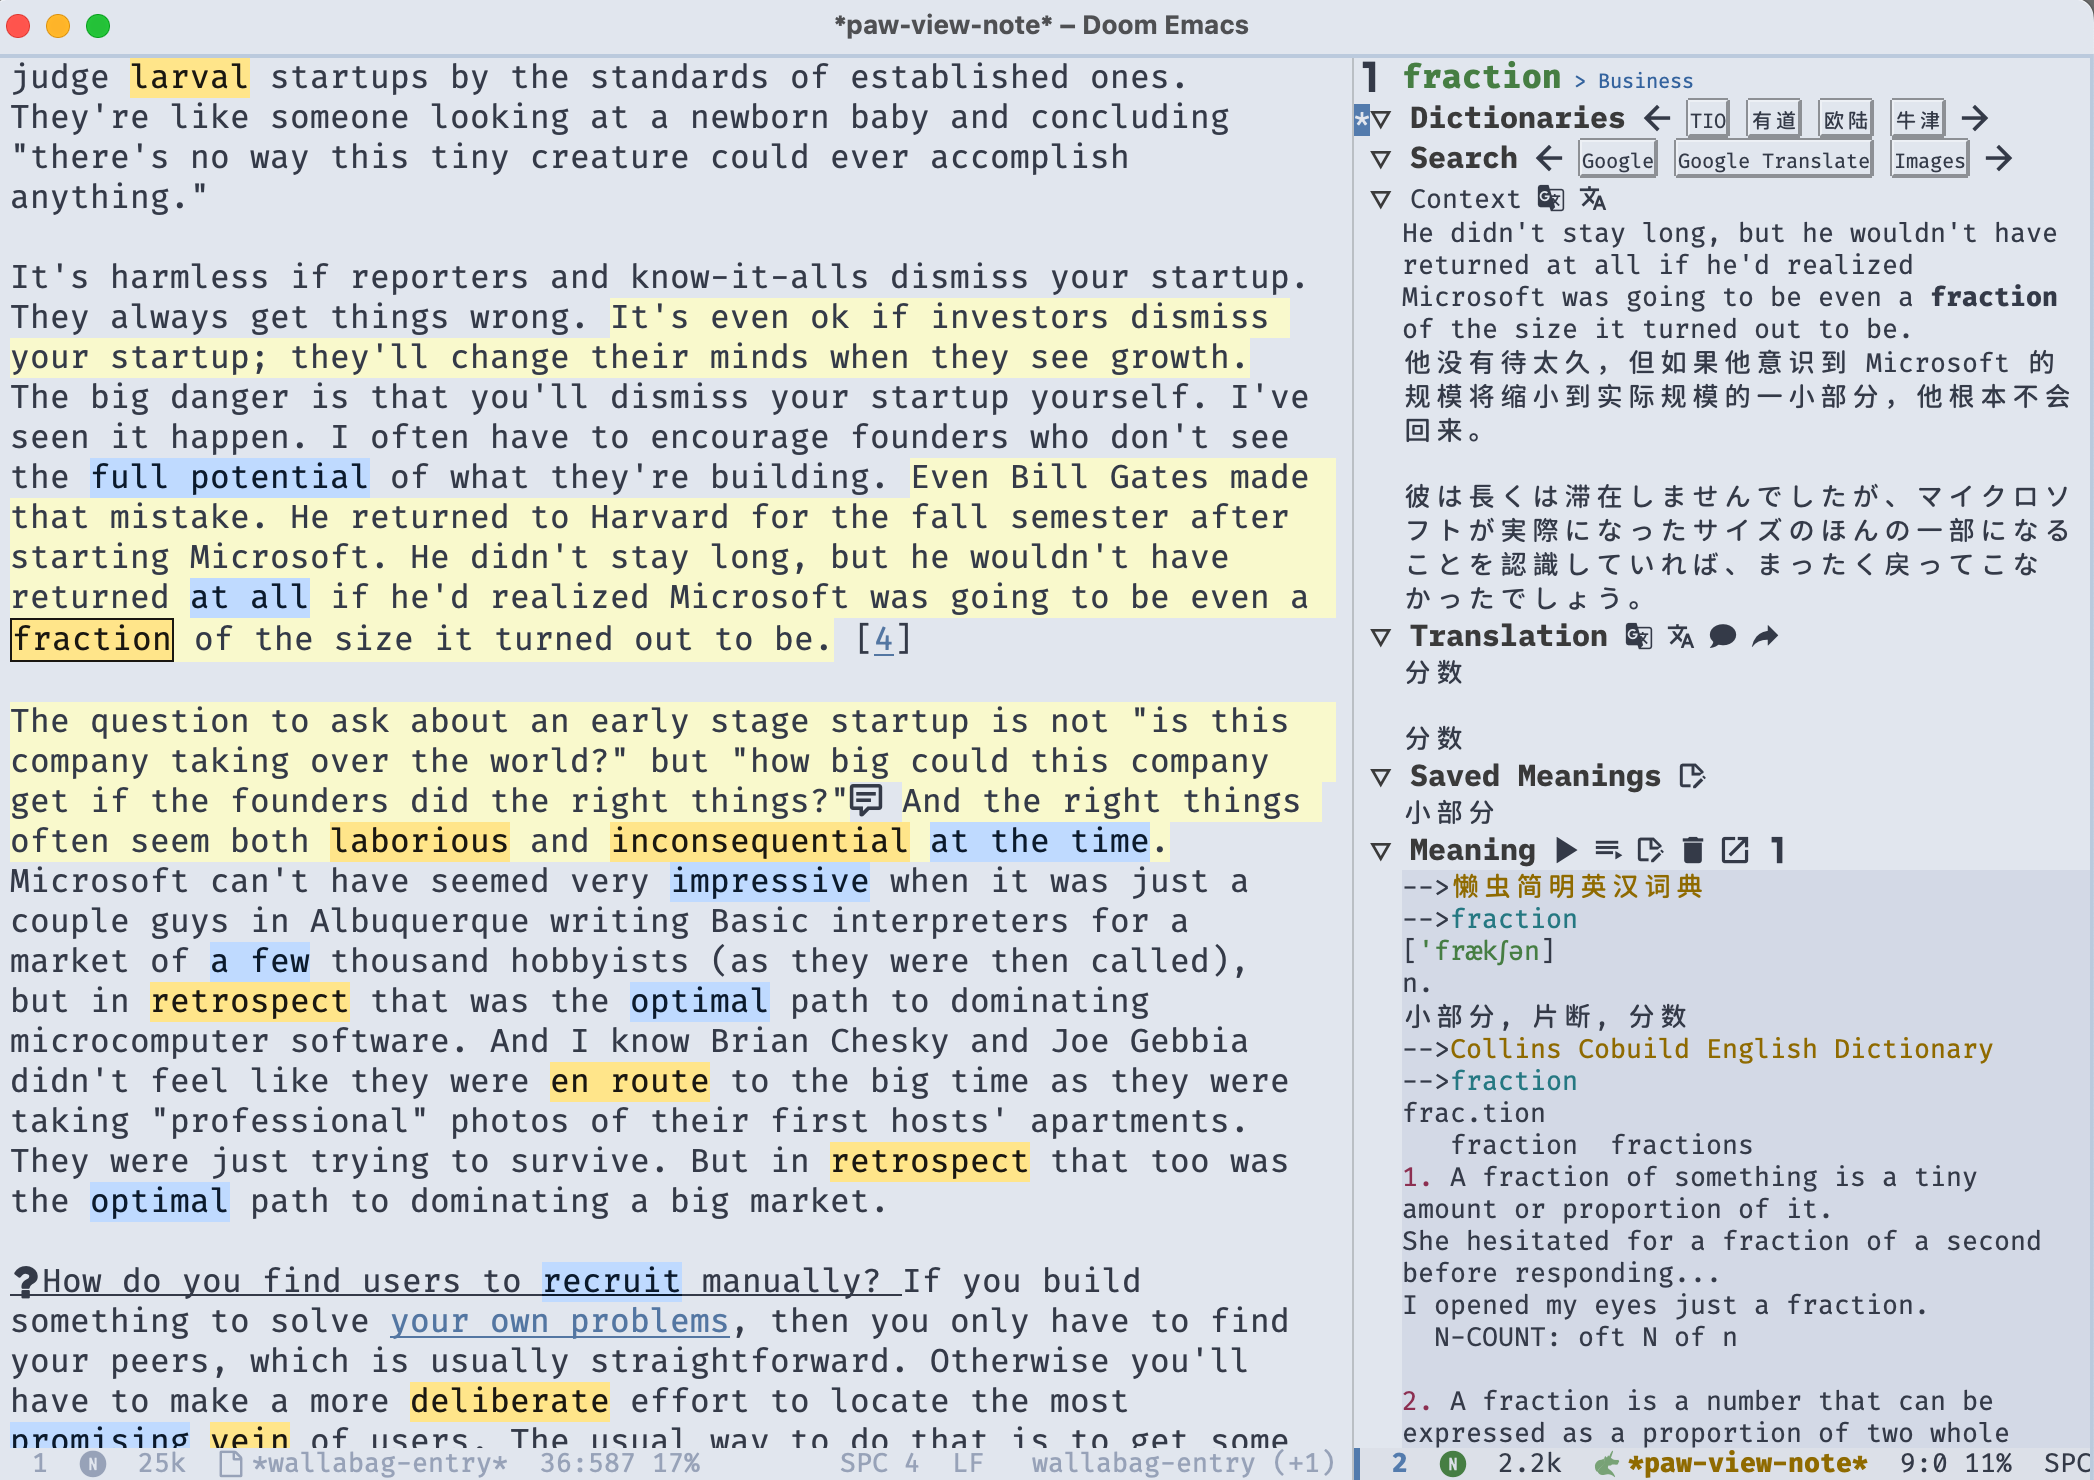 *paw-view-note* – Doom Emacs
judge larval startups by the standards of established ones.
They're like someone looking at a newborn baby and concluding
"there's no way this tiny creature could ever accomplish
anything."
It's harmless if reporters and know-it-alls dismiss your startup.
They always get things wrong. It's even ok if investors dismiss
your startup; they'll change their minds when they see growth.
The big danger is that you'll dismiss your startup yourself. I've
seen it happen. I often have to encourage founders who don't see
the full potential of what they're building. Even Bill Gates made
that mistake. He returned to Harvard for the fall semester after
starting Microsoft. He didn't stay long, but he wouldn't have
returned at all if he'd realized Microsoft was going to be even a
fraction of the size it turned out to be. [4]
The question to ask about an early stage startup is not "is this
company taking over the world?" but "how big could this company
get if the founders did the right things?" And the right things
often seem both laborious and inconsequential at the time.
Microsoft can't have seemed very impressive when it was just a
couple guys in Albuquerque writing Basic interpreters for a
market of a few thousand hobbyists (as they were then called),
but in retrospect that was the optimal path to dominating
microcomputer software. And I know Brian Chesky and Joe Gebbia
didn't feel like they were en route to the big time as they were
taking "professional" photos of their first hosts' apartments.
They were just trying to survive. But in retrospect that too was
the optimal path to dominating a big market.
?How do you find users to recruit manually? If you build
something to solve your own problems, then you only have to find
your peers, which is usually straightforward. Otherwise you'll
have to make a more deliberate effort to locate the most
promising vein of users. The usual way to do that is to get some
1 N 25k *wallabag-entry* 36:587 17% SPC 4 LF wallabag-entry (+1)
1 fraction > Business
*▽ Dictionaries ← TIO 有道 欧陆 牛津 →
▽ Search ← Google Google Translate Images →
▽ Context
He didn't stay long, but he wouldn't have
returned at all if he'd realized
Microsoft was going to be even a fraction
of the size it turned out to be.
他没有待太久，但如果他意识到 Microsoft 的
规模将缩小到实际规模的一小部分，他根本不会
回来。
彼は長くは滞在しませんでしたが、マイクロソ
フトが実際になったサイズのほんの一部になる
ことを認識していれば、まったく戻ってこな
かったでしょう。
▽ Translation
分数
分数
▽ Saved Meanings
小部分
▽ Meaning 1
-->懒虫简明英汉词典
-->fraction
['frækʃən]
n.
小部分, 片断, 分数
-->Collins Cobuild English Dictionary
-->fraction
frac.tion
fraction fractions
1. A fraction of something is a tiny
amount or proportion of it.
She hesitated for a fraction of a second
before responding...
I opened my eyes just a fraction.
N-COUNT: oft N of n
2. A fraction is a number that can be
expressed as a proportion of two whole
2 N 2.2k *paw-view-note* 9:0 11% SPC